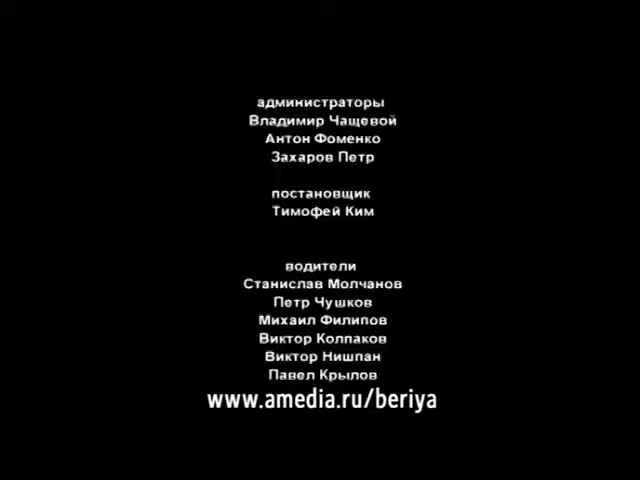 администраторы
Владимир Чащевой
Антон Фоменко
Захаров Петр
постановщик
Тимофей Ким
водители
Станислав Молчанов
Петр Чушков
Михаил Филипов
Виктор Колпаков
Виктор Нишпан
Павел Крылов
www.amedia.ru/beriya